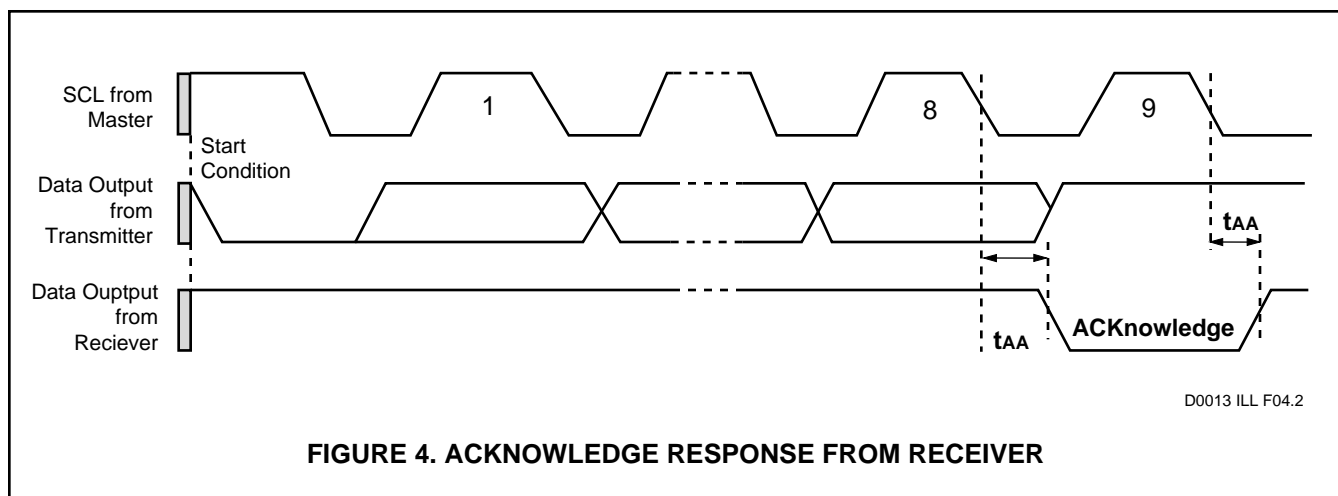 SCL from
Master
1
8
9
Start
Condition
Data Output
from
Transmitter
tAA
Data Ouptput
from
Reciever
tAA
ACKnowledge
D0013 ILL F04.2
FIGURE 4. ACKNOWLEDGE RESPONSE FROM RECEIVER